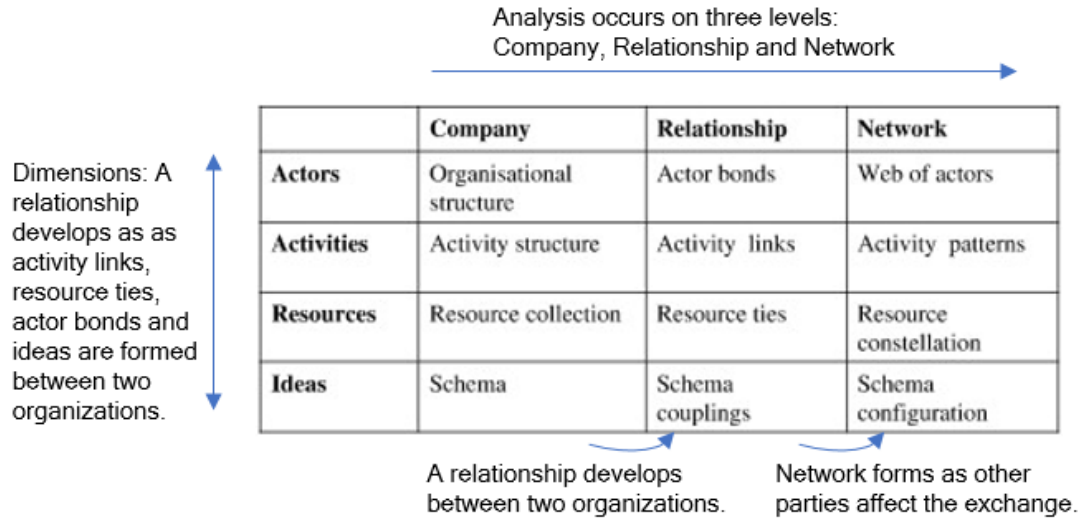 Analysis occurs on three levels:
Company, Relationship and Network
Dimensions: A
relationship
develops as as
activity links,
resource ties,
actor bonds and
ideas are formed
between two
organizations.
Company Relationship Network
Actors Organisational structure Actor bonds Web of actors
Activities Activity structure Activity links Activity patterns
Resources Resource collection Resource ties Resource constellation
Ideas Schema Schema couplings Schema configuration
A relationship develops
between two organizations.
Network forms as other
parties affect the exchange.